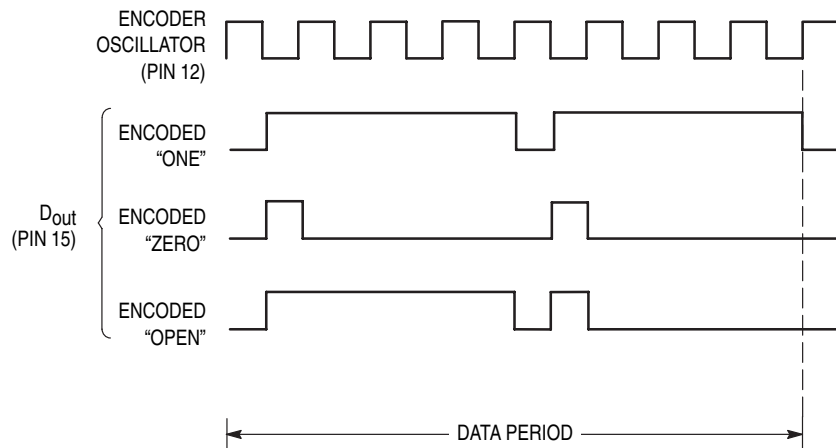 ENCODER
OSCILLATOR
(PIN 12)
ENCODED
“ONE”
Dout
(PIN 15)
ENCODED
“ZERO”
ENCODED
“OPEN”
DATA PERIOD